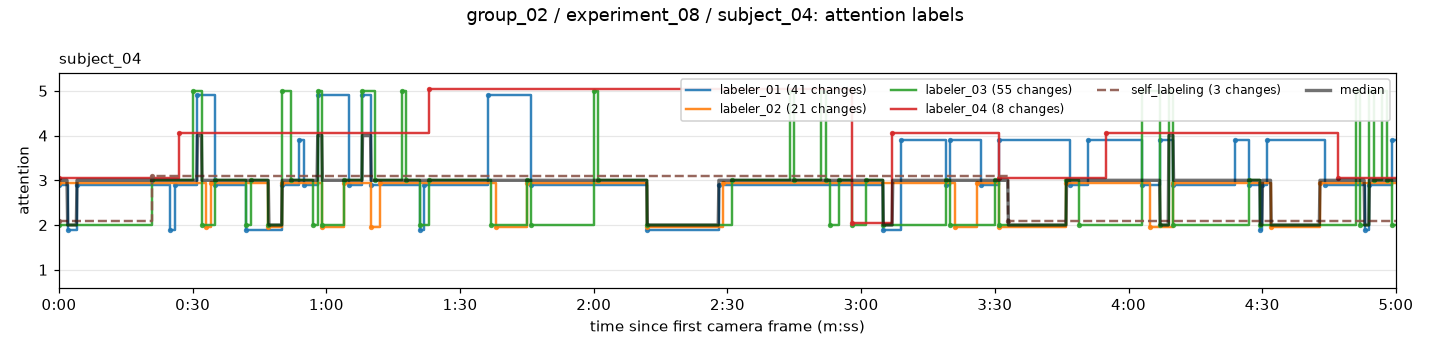 group_02 / experiment_08 / subject_04: attention labels
subject_04
labeler_01 (41 changes)
labeler_02 (21 changes)
labeler_03 (55 changes)
labeler_04 (8 changes)
self_labeling (3 changes)
median
attention
5
4
3
2
1
0:00 0:30 1:00 1:30 2:00 2:30 3:00 3:30 4:00 4:30 5:00
time since first camera frame (m:ss)